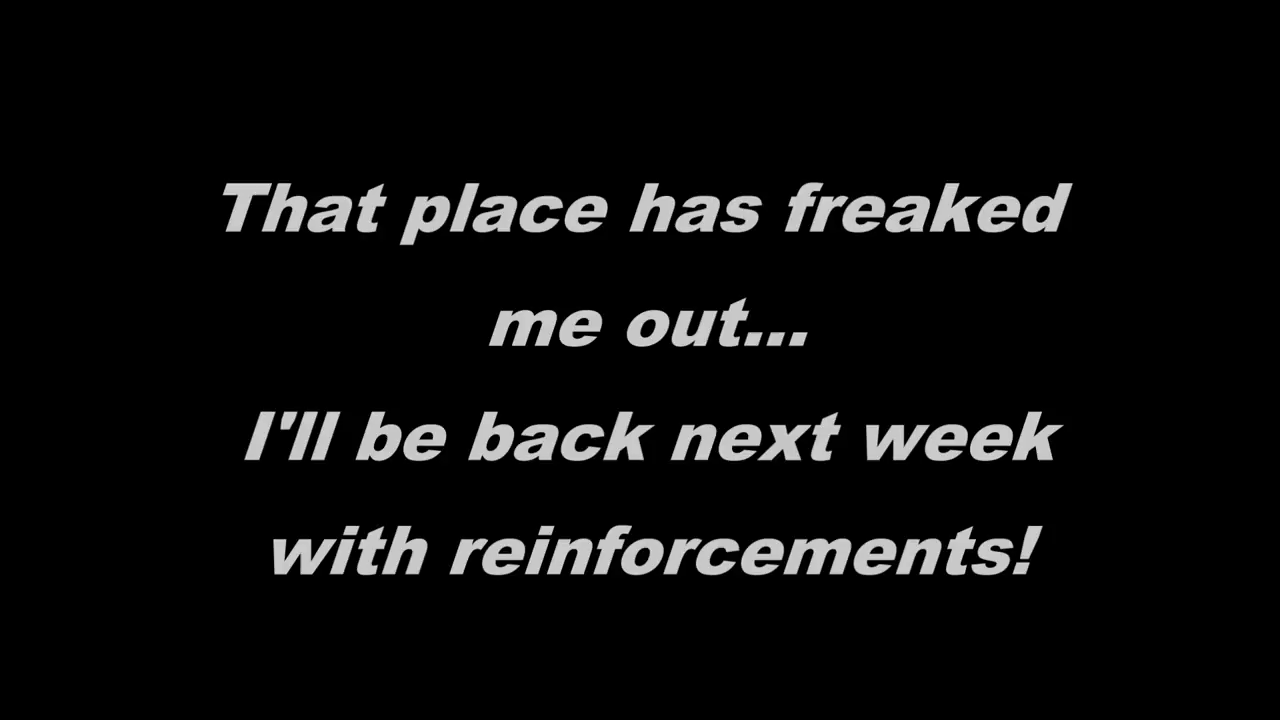 That place has freaked
me out...
I'll be back next week
with reinforcements!